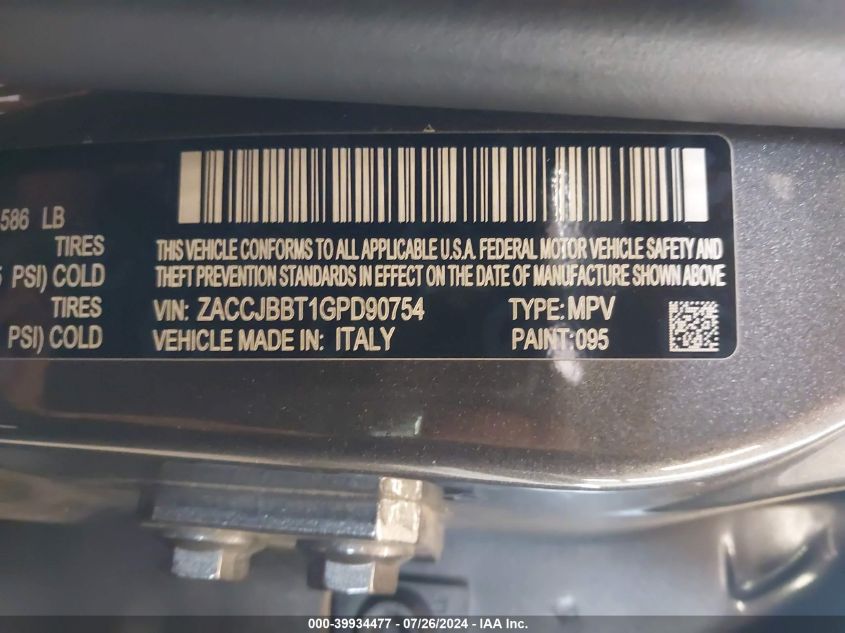 586 LB
TIRES
PSI) COLD
TIRES
PSI) COLD
THIS VEHICLE CONFORMS TO ALL APPLICABLE U.S.A. FEDERAL MOTOR VEHICLE SAFETY AND
THEFT PREVENTION STANDARDS IN EFFECT ON THE DATE OF MANUFACTURE SHOWN ABOVE
VIN: ZACCJBBT1GPD90754 TYPE: MPV
VEHICLE MADE IN: ITALY PAINT: 095
000-39934477 - 07/26/2024 - IAA Inc.